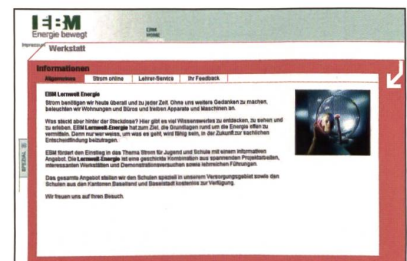 EBM
Energie bewegt
EBM
HOME
Impressum
Werkstatt
Informationen
Allgemeines Strom online Lehrer-Service Ihr Feedback
EBM Lernwelt Energie
Strom benötigen wir heute überall und zu jeder Zeit. Ohne uns weitere Gedanken zu machen,
beleuchten wir Wohnungen und Büros und treiben Apparate und Maschinen an.
Was steckt aber hinter der Steckdose? Hier gibt es viel Wissenswertes zu entdecken, zu sehen und
zu erleben. EBM Lernwelt Energie hat zum Ziel, die Grundlagen rund um die Energie offen zu
vermitteln. Denn nur wer weiss, um was es geht, wird fähig sein, in der Zukunft zur sachlichen
Entscheidfindung beizutragen.
EBM fördert den Einstieg in das Thema Strom für Jugend und Schule mit einem informativen
Angebot. Die Lernwelt Energie ist eine geschickte Kombination aus spannenden Projektarbeiten,
interessanten Werkstätten und Demonstrationsversuchen sowie lehrreichen Führungen.
Das gesamte Angebot stellen wir den Schulen speziell in unserem Versorgungsgebiet sowie den
Schulen aus den Kantonen Baselland und Baselstadt kostenlos zur Verfügung.
Wir freuen uns auf Ihren Besuch.
SPEZIAL